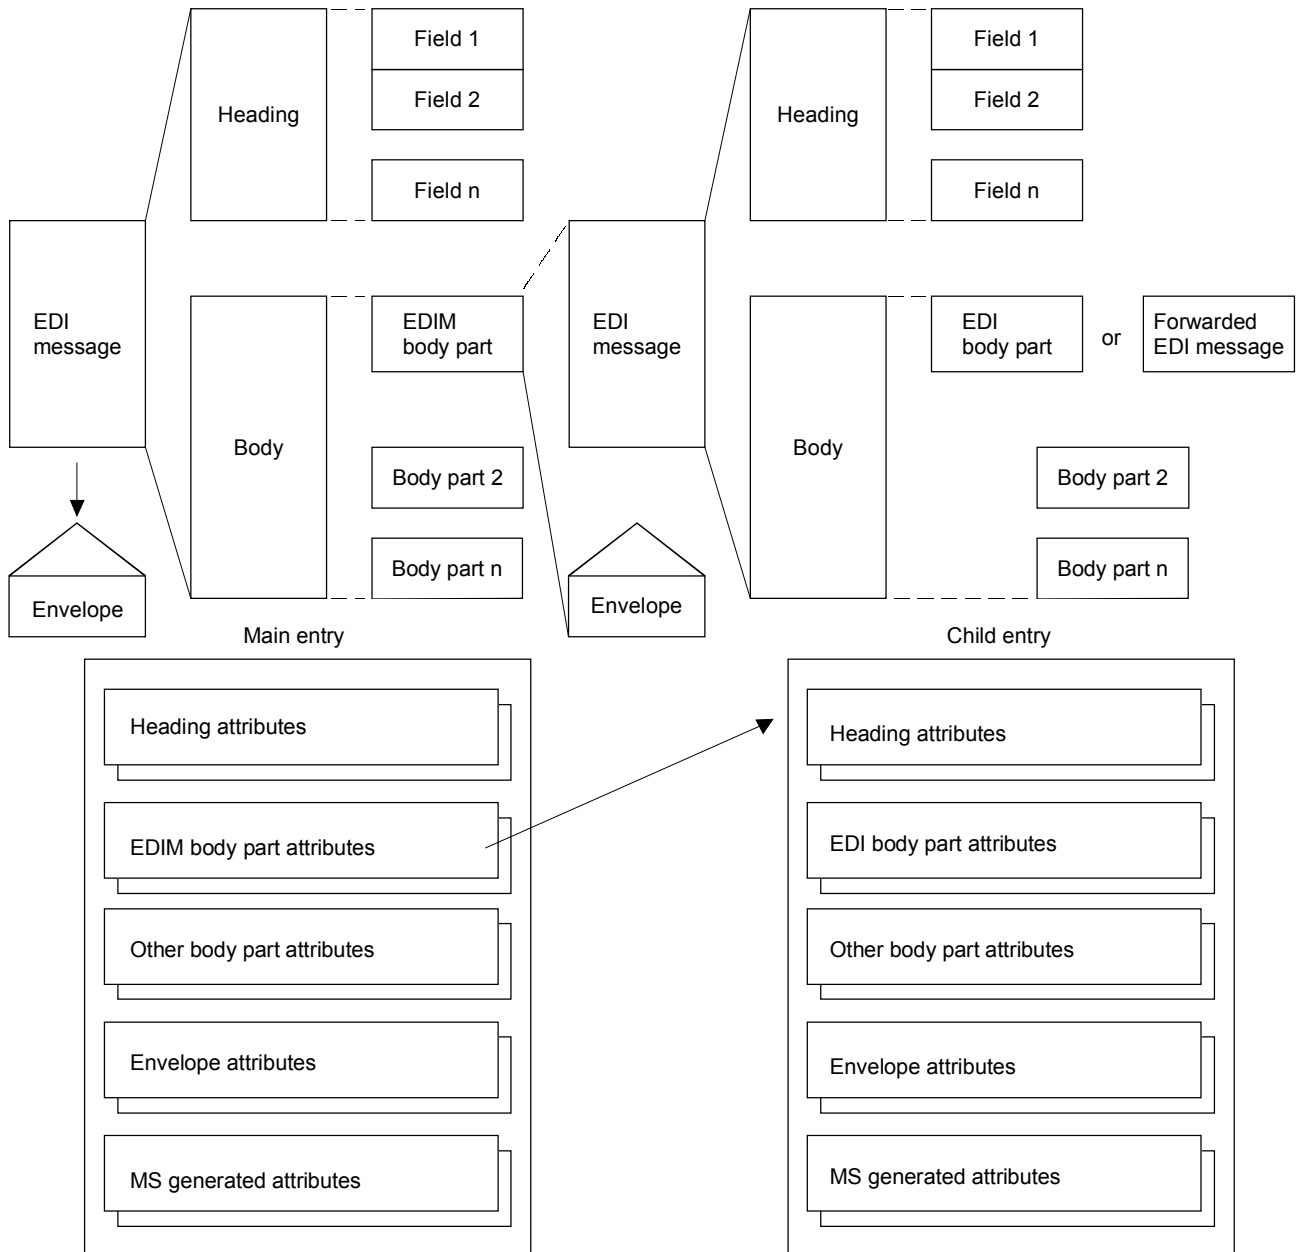 Field 1
Field 2
Heading
Field n
EDI
message
EDIM
body part
Body
Body part 2
Body part n
Envelope
Field 1
Field 2
Heading
Field n
EDI
message
EDI
body part
or
Forwarded
EDI message
Body
Body part 2
Body part n
Envelope
Main entry
Heading attributes
EDIM body part attributes
Other body part attributes
Envelope attributes
MS generated attributes
Child entry
Heading attributes
EDI body part attributes
Other body part attributes
Envelope attributes
MS generated attributes